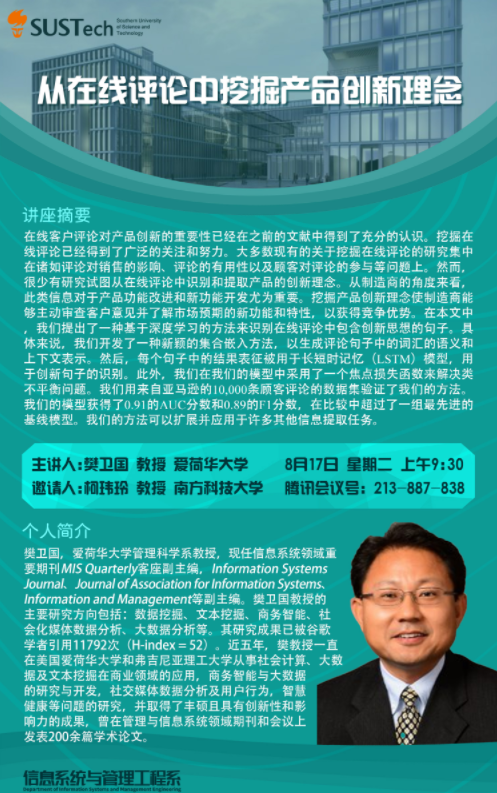 SUSTech
Southern University
of Science and
Technology
从在线评论中挖掘产品创新理念
讲座摘要
在线客户评论对产品创新的重要性已经在之前的文献中得到了充分的认识。挖掘在
线评论已经得到了广泛的关注和努力。大多数现有的关于挖掘在线评论的研究集中
在诸如评论对销售的影响、评论的有用性以及顾客对评论的参与等问题上。然而，
很少有研究试图从在线评论中识别和提取产品的创新理念。从制造商的角度来看，
此类信息对于产品功能改进和新功能开发尤为重要。挖掘产品创新理念使制造商能
够主动审查客户意见并了解市场预期的新功能和特性，以获得竞争优势。在本文中
，我们提出了一种基于深度学习的方法来识别在线评论中包含创新思想的句子。具
体来说，我们开发了一种新颖的集合嵌入方法，以生成评论句子中的词汇的语义和
上下文表示。然后，每个句子中的结果表征被用于长短时记忆（LSTM）模型，用
于创新句子的识别。此外，我们在我们的模型中采用了一个焦点损失函数来解决类
不平衡问题。我们用来自亚马逊的10,000条顾客评论的数据集验证了我们的方法。
我们的模型获得了0.91的AUC分数和0.89的F1分数，在比较中超过了一组最先进的
基线模型。我们的方法可以扩展并应用于许多其他信息提取任务。
主讲人:樊卫国 教授 爱荷华大学 8月17日 星期二 上午9:30
邀请人:柯玮玲 教授 南方科技大学 腾讯会议号: 213-887-838
个人简介
樊卫国，爱荷华大学管理科学系教授，现任信息系统领域重
要期刊MIS Quarterly客座副主编，Information Systems
Journal、Journal of Association for Information Systems、
Information and Management等副主编。樊卫国教授的
主要研究方向包括：数据挖掘、文本挖掘、商务智能、社
会化媒体数据分析、大数据分析等。其研究成果已被谷歌
学者引用11792次（H-index = 52）。近五年，樊教授一直
在美国爱荷华大学和弗吉尼亚理工大学从事社会计算、大数
据及文本挖掘在商业领域的应用，商务智能与大数据
的研究与开发，社交媒体数据分析及用户行为，智慧
健康等问题的研究，并取得了丰硕且具有创新性和影
响力的成果，曾在管理与信息系统领域期刊和会议上
发表200余篇学术论文。
信息系统与管理工程系
Department of Information Systems and Management Engineering